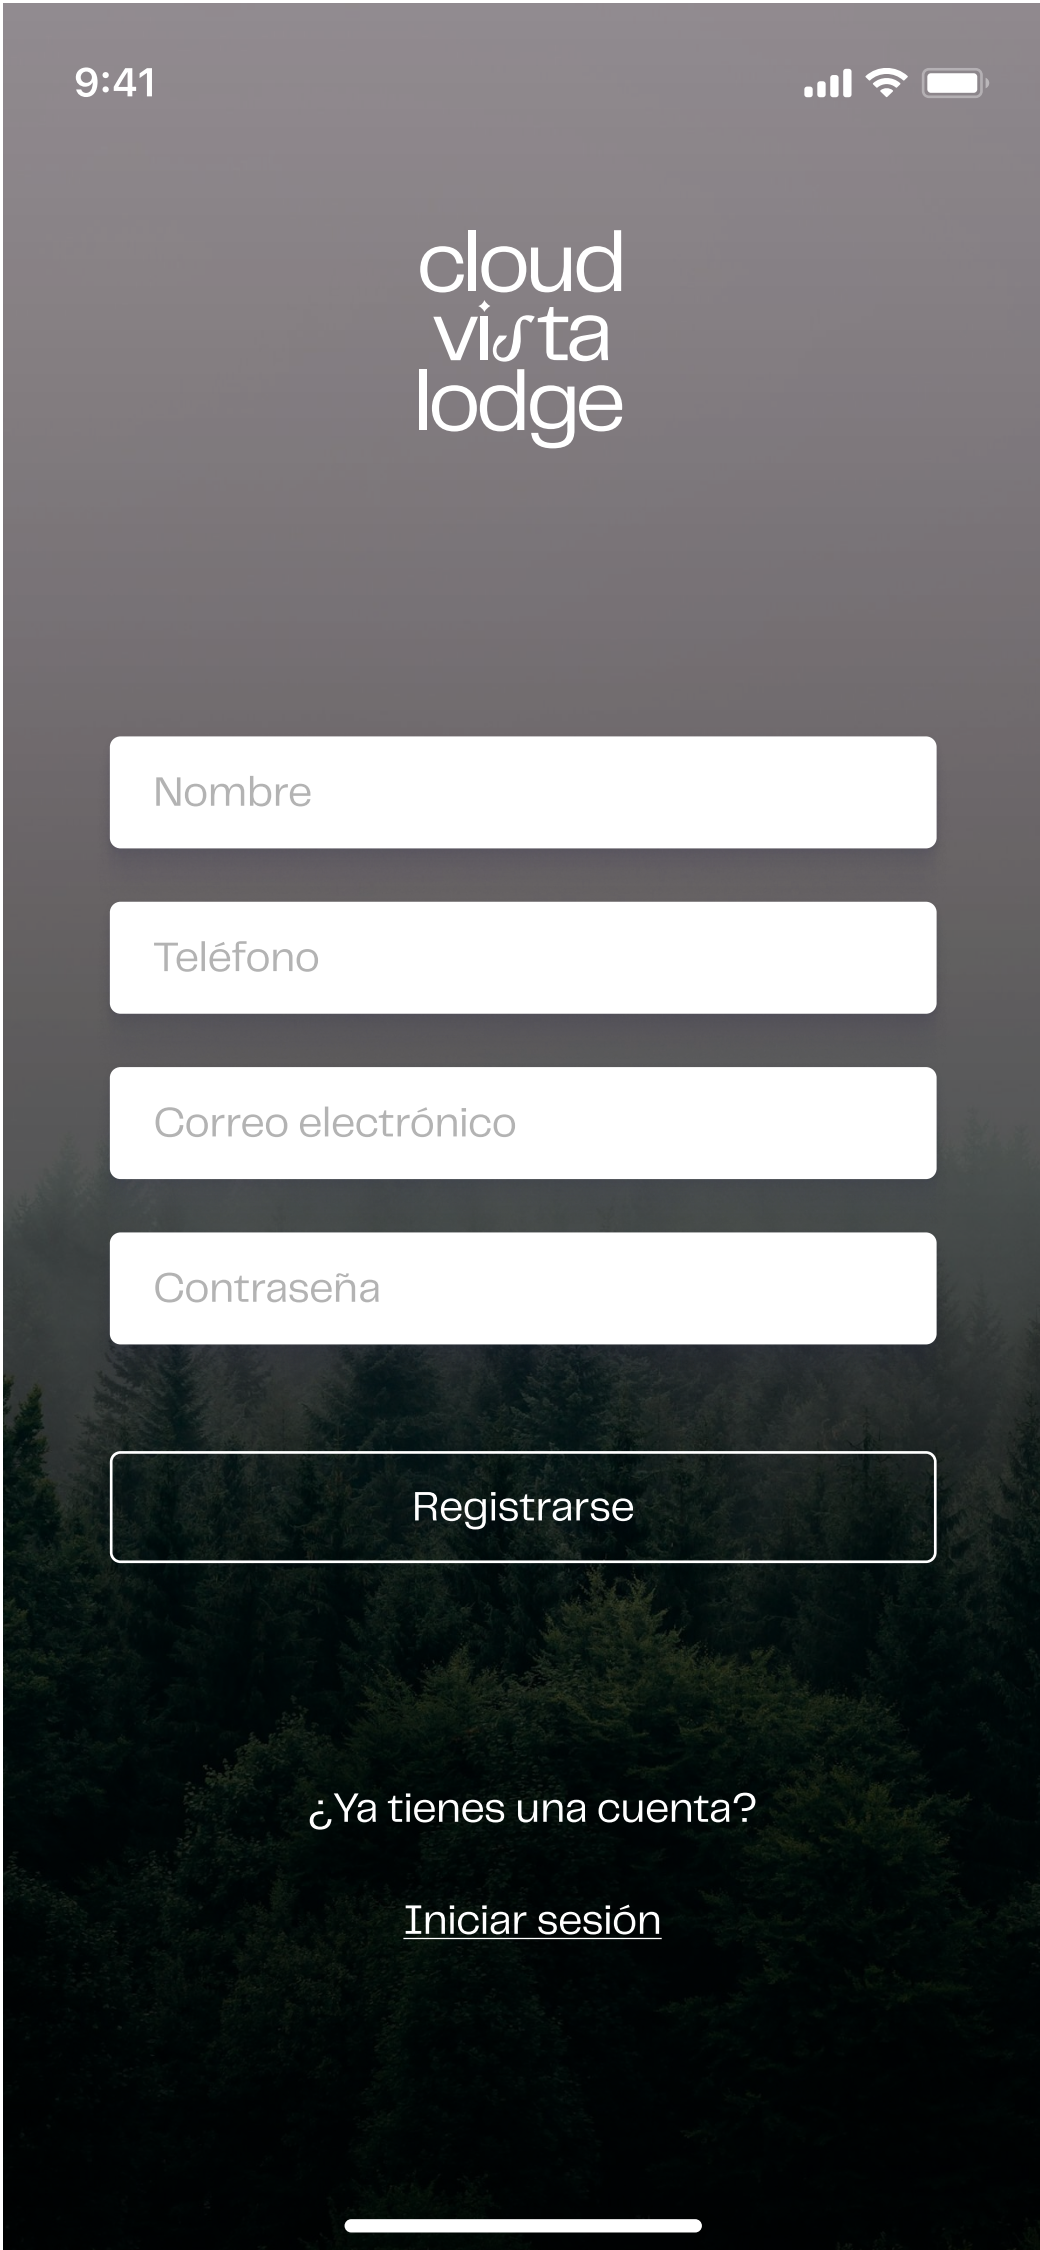 9:41
cloud
vista
lodge
Nombre
Teléfono
Correo electrónico
Contraseña
Registrarse
¿Ya tienes una cuenta?
Iniciar sesión